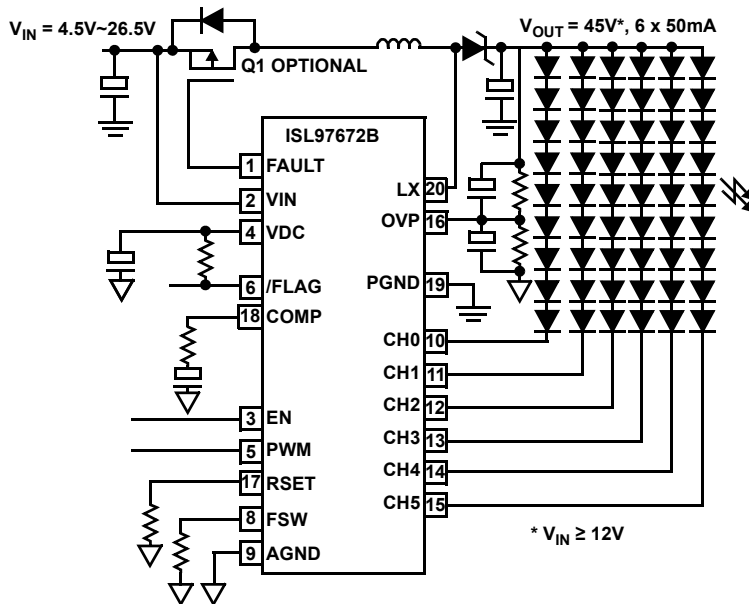 V_IN = 4.5V~26.5V
V_OUT = 45V*, 6 x 50mA
Q1 OPTIONAL
ISL97672B
1 FAULT
LX 20
2 VIN
OVP 16
4 VDC
6 /FLAG
PGND 19
18 COMP
CH0 10
CH1 11
CH2 12
3 EN
CH3 13
5 PWM
CH4 14
17 RSET
CH5 15
8 FSW
* V_IN ≥ 12V
9 AGND